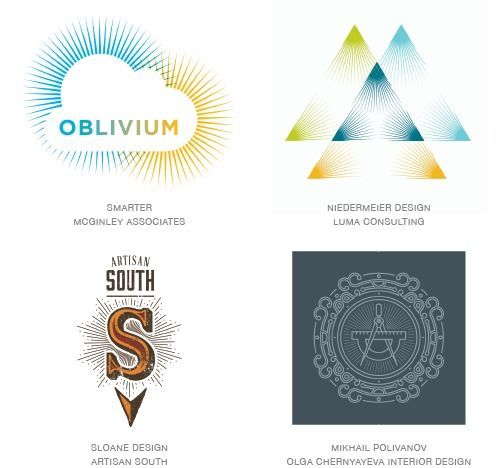 OBLIVIUM
SMARTER
MCGINLEY ASSOCIATES
NIEDERMEIER DESIGN
LUMA CONSULTING
ARTISAN
SOUTH
S
SLOANE DESIGN
ARTISAN SOUTH
MIKHAIL POLIVANOV
OLGA CHERNYAYEVA INTERIOR DESIGN